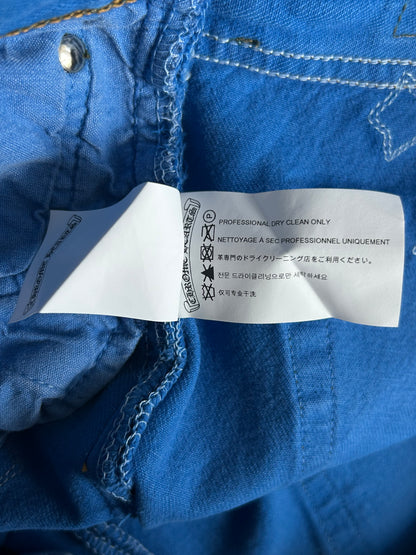 CHROME HEARTS
P
PROFESSIONAL DRY CLEAN ONLY
NETTOYAGE À SEC PROFESSIONNEL UNIQUEMENT
革専門のドライクリーニング店をご利用ください。
전문 드라이클리닝으로만 세탁하세요
仅可专业干洗